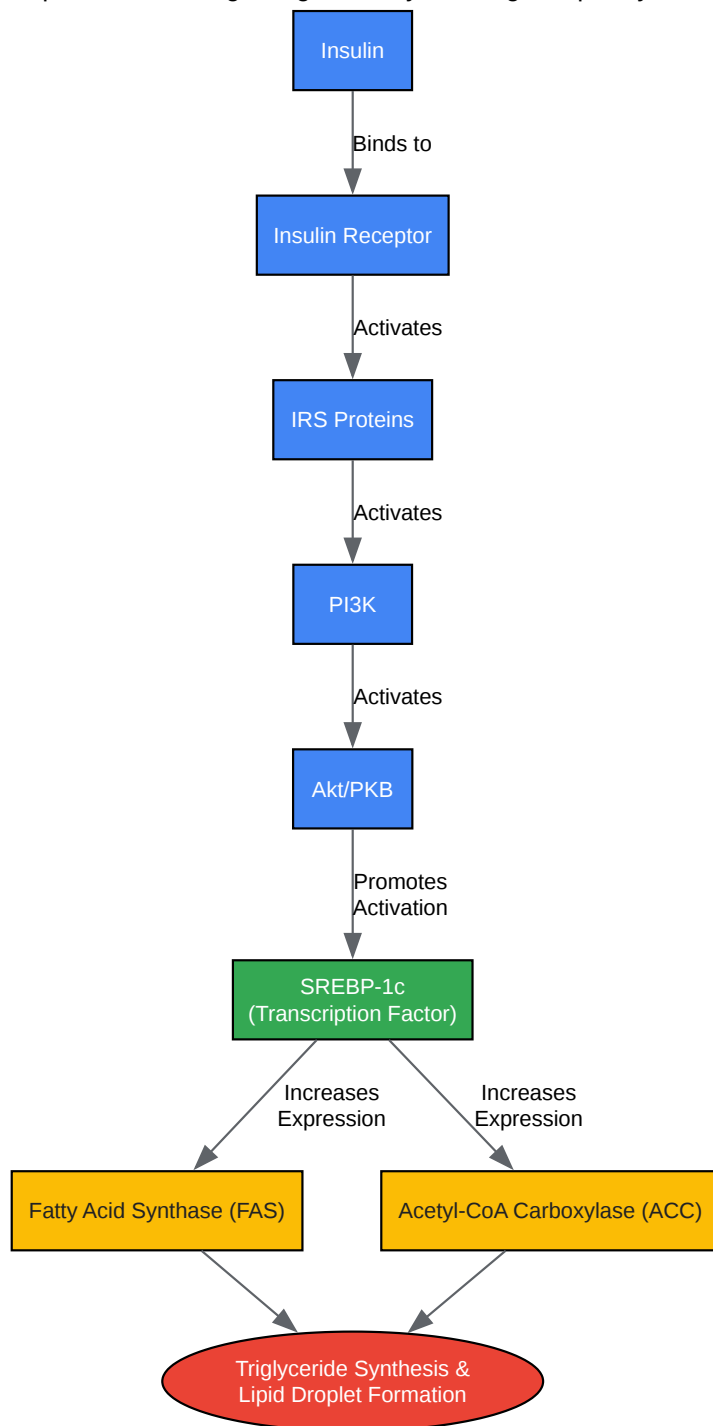 Insulin
Binds to
Insulin Receptor
Activates
IRS Proteins
Activates
PI3K
Activates
Akt/PKB
Promotes
Activation
SREBP-1c
(Transcription Factor)
Increases
Expression
Increases
Expression
Fatty Acid Synthase (FAS)
Acetyl-CoA Carboxylase (ACC)
Triglyceride Synthesis &
Lipid Droplet Formation